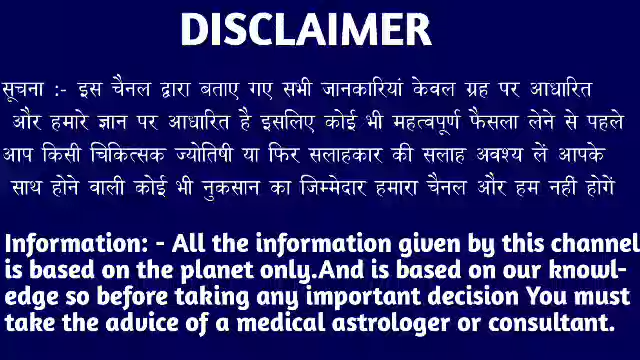 DISCLAIMER
सूचना :- इस चैनल द्वारा बताए गए सभी जानकारियां केवल ग्रह पर आधारित
और हमारे ज्ञान पर आधारित है इसलिए कोई भी महत्वपूर्ण फैसला लेने से पहले
आप किसी चिकित्सक ज्योतिषी या फिर सलाहकार की सलाह अवश्य लें आपके
साथ होने वाली कोई भी नुकसान का जिम्मेदार हमारा चैनल और हम नहीं होगें
Information: - All the information given by this channel
is based on the planet only.And is based on our knowl-
edge so before taking any important decision You must
take the advice of a medical astrologer or consultant.